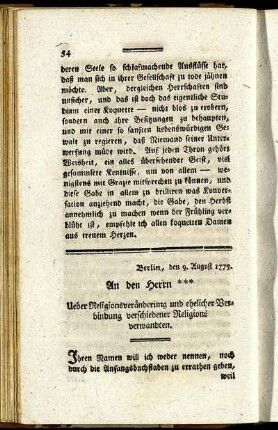 54
deren Seele so schlafmachende Ausflüsse hat,
daß man sich in ihrer Gesellschaft zu tode jähnen
möchte. Aber, dergleichen Herrschaften sind
unsicher, und das ist doch das eigentliche Stu-
dium einer Koquette — nicht blos zu erobern,
sondern auch ihre Besitzungen zu behaupten,
und mit einer so sanften liebenswürdigen Ge-
walt zu regieren, daß Niemand seiner Unter-
werfung müde wird. Auf jeden Thron gehört
Weisheit, ein alles übersehender Geist, viel
gesammlete Kentnisse, um von allem — we-
nigstens mit Grazie mitsprechen zu können, und
diese Gabe in allem zu brilliren was Konver-
sation anziehend macht, die Gabe, den Herbst
annehmlich zu machen wenn der Frühling ver-
blüht ist, empfehle ich allen koquetten Damen
aus treuem Herzen.
Berlin, den 9. August 1773.
An den Herrn ***
Ueber Religionsveränderung und ehelicher Ver-
bindung verschiedener Religions
verwandten.
Ihren Namen will ich weder nennen, noch
durch die Anfangsbuchstaben zu errathen geben,
weil